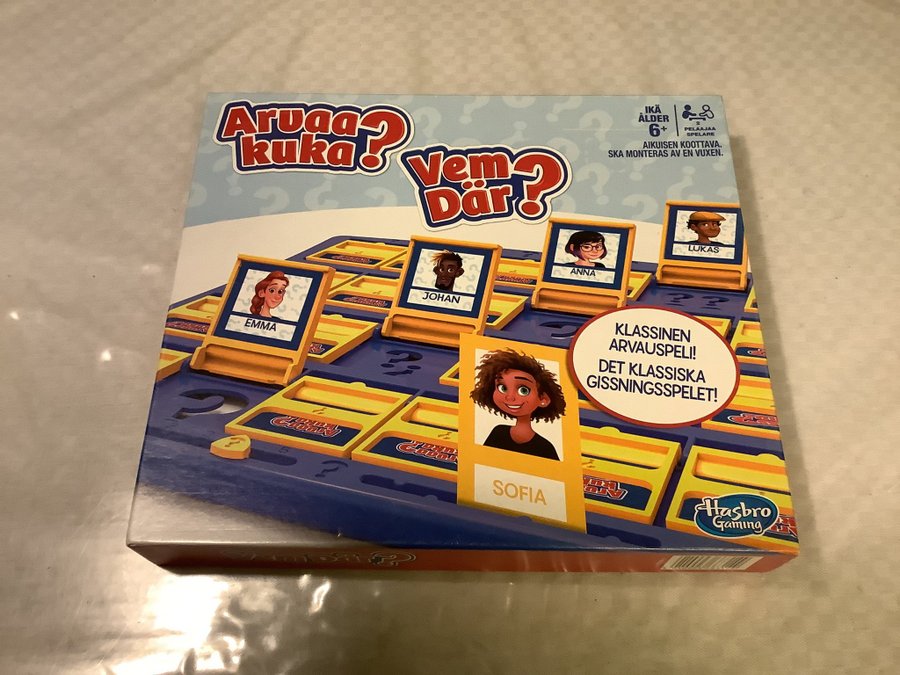 Arvaa
kuka?
Vem
Där?
IKÄ
ÅLDER
6+
2
PELAAJAA
SPELARE
AIKUISEN KOOTTAVA.
SKA MONTERAS AV EN VUXEN.
EMMA
JOHAN
ANNA
LUKAS
KLASSINEN
ARVAUSPELI!
DET KLASSISKA
GISSNINGSSPELET!
SOFIA
Hasbro
Gaming